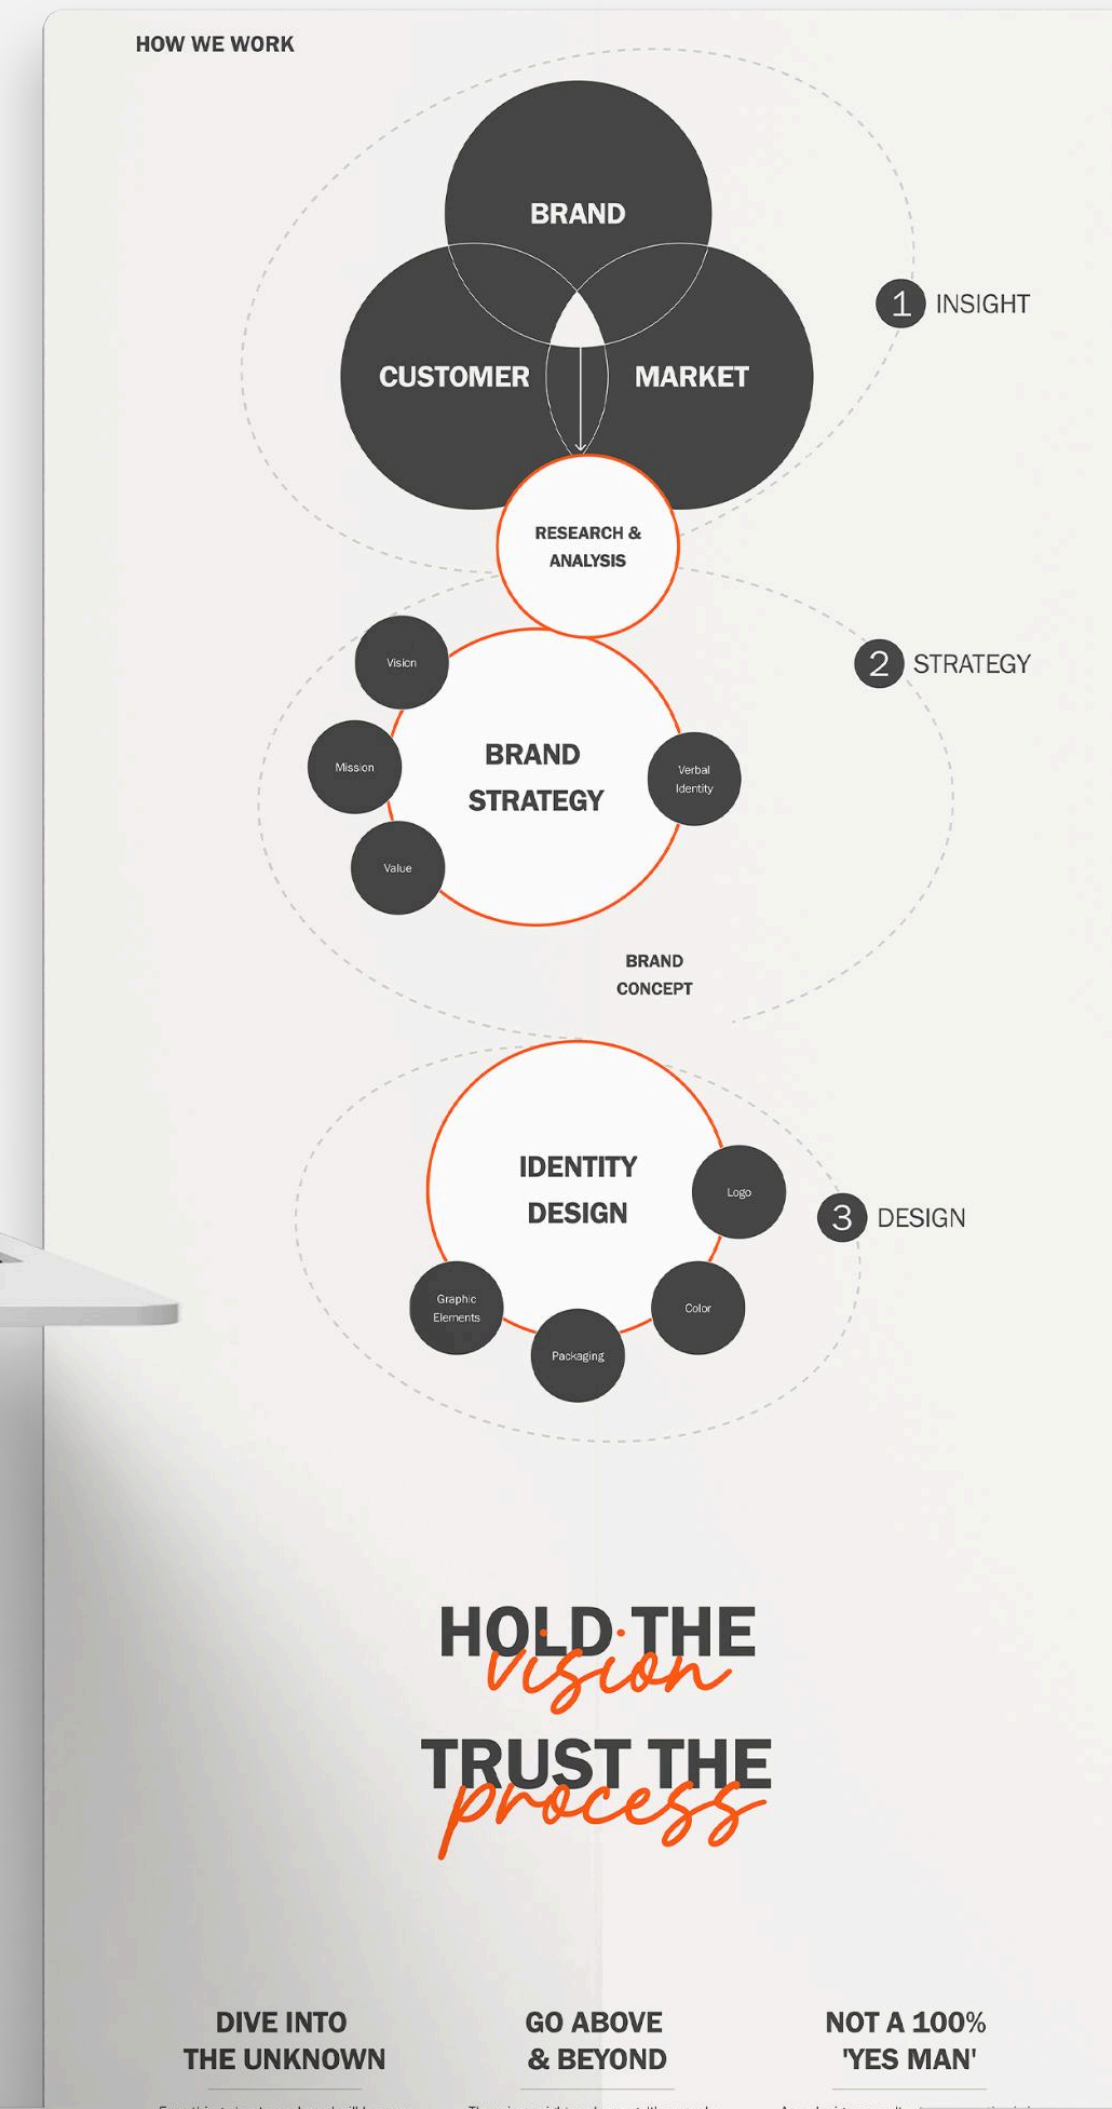 HOW WE WORK
BRAND
CUSTOMER
MARKET
1 INSIGHT
RESEARCH &
ANALYSIS
2 STRATEGY
Vision
Mission
Value
BRAND
STRATEGY
Verbal
Identity
BRAND
CONCEPT
IDENTITY
DESIGN
Logo
3 DESIGN
Graphic
Elements
Packaging
Color
HOLD THE
vision
TRUST THE
process
DIVE INTO
THE UNKNOWN
GO ABOVE
& BEYOND
NOT A 100%
'YES MAN'